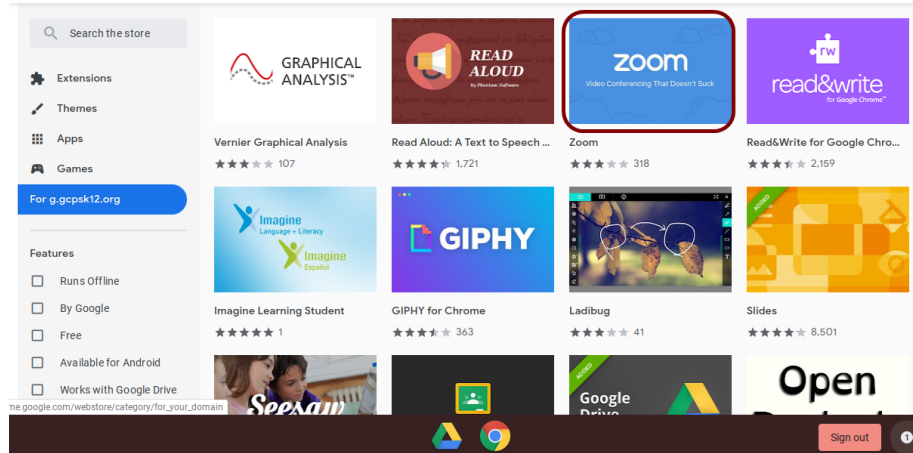 Search the store
Extensions
Themes
Apps
Games
For g.gcpsk12.org
Features
Runs Offline
By Google
Free
Available for Android
Works with Google Drive
me.google.com/webstore/category/for_your_domain
GRAPHICAL
ANALYSIS™
READ
ALOUD
by Phantom Software
zoom
Video Conferencing That Doesn't Suck
rw
read&write
for Google Chrome™
Vernier Graphical Analysis
107
Read Aloud: A Text to Speech ...
1,721
Zoom
318
Read&Write for Google Chro...
2,159
Imagine
Language + Literacy
Imagine
Español
GIPHY
ADDED
Imagine Learning Student
1
GIPHY for Chrome
363
Ladibug
41
Slides
8,501
Seesaw
ADDED
Google
Drive
Open
Sign out
1